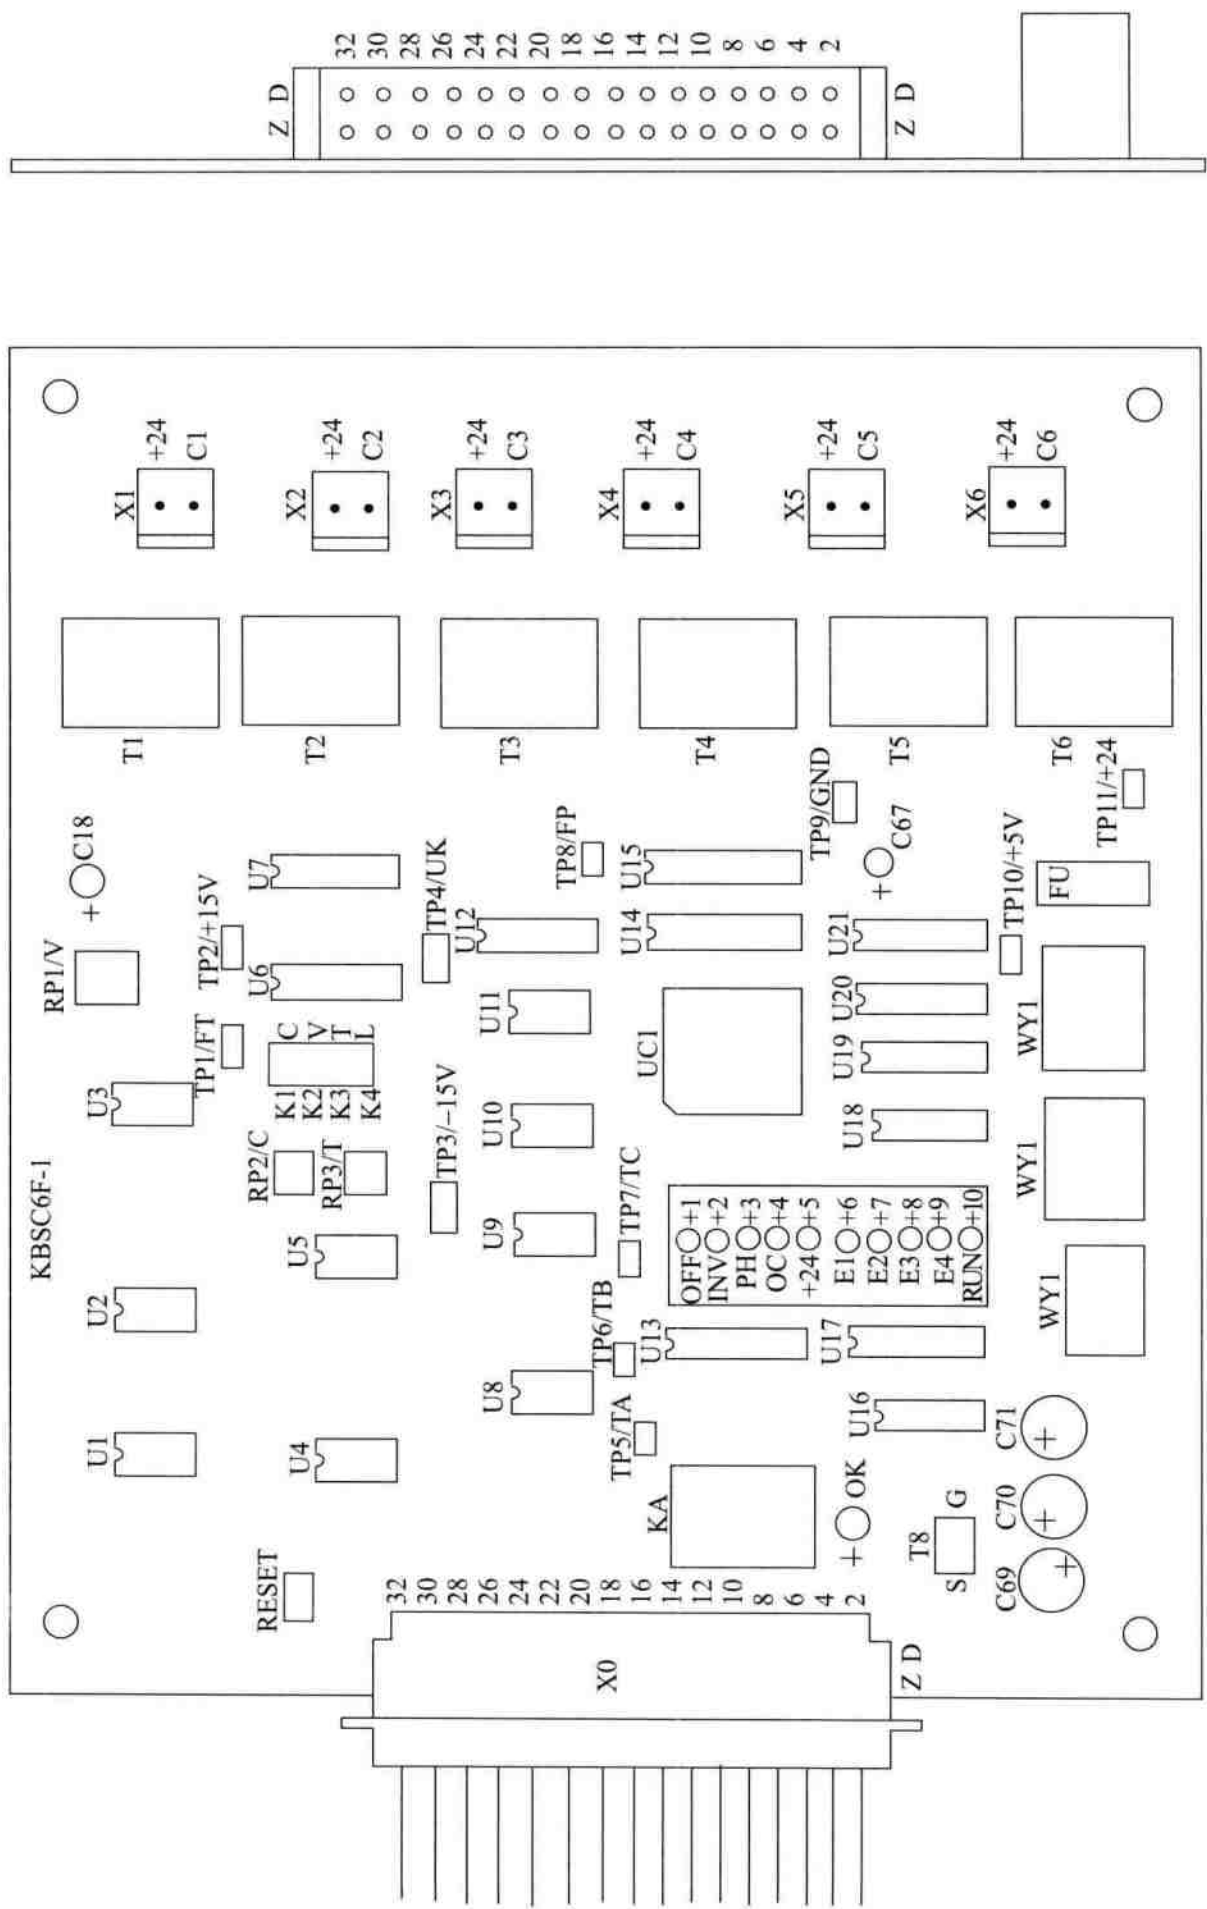 Z D
32
30
28
26
24
22
20
18
16
14
12
10
8
6
4
2
Z D
KBSC6F-1
X1
+24
C1
X2
+24
C2
X3
+24
C3
X4
+24
C4
X5
+24
C5
X6
+24
C6
T1
T2
T3
T4
T5
T6
RP1/V
+
C18
U1
U2
U3
TP1/FT
TP2/+15V
U6
U7
K1
K2
K3
K4
C
V
T
L
RP2/C
RP3/T
U4
U5
RESET
TP3/−15V
TP4/UK
U8
U9
U10
U11
U12
TP8/FP
TP5/TA
TP6/TB
TP7/TC
U13
UC1
U14
U15
TP9/GND
KA
+
OK
OFF +1
INV +2
PH +3
OC +4
+24 +5
E1 +6
E2 +7
E3 +8
E4 +9
RUN +10
U16
U17
U18
U19
U20
U21
+
C67
TP10/+5V
FU
TP11/+24
T8
S
G
C69
+
C70
+
C71
+
WY1
WY1
WY1
X0
32
30
28
26
24
22
20
18
16
14
12
10
8
6
4
2
Z D